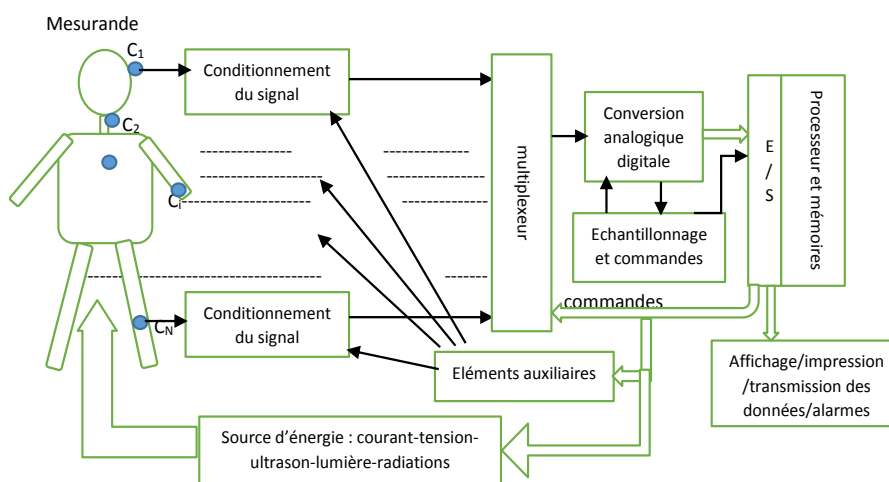 Mesurande
C1
Conditionnement
du signal
C2
Ci
CN
Conditionnement
du signal
multiplexeur
Conversion
analogique
digitale
Echantillonnage
et commandes
E
/
S
Processeur et mémoires
commandes
Eléments auxiliaires
Affichage/impression
/transmission des
données/alarmes
Source d’énergie : courant-tension-
ultrason-lumière-radiations